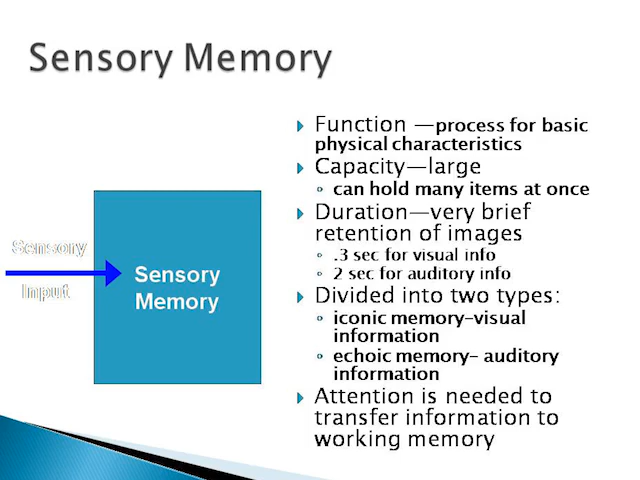 Sensory Memory
Function —process for basic
physical characteristics
Capacity—large
can hold many items at once
Duration—very brief
retention of images
.3 sec for visual info
2 sec for auditory info
Divided into two types:
iconic memory-visual
information
echoic memory- auditory
information
Attention is needed to
transfer information to
working memory
Sensory
Input
Sensory
Memory